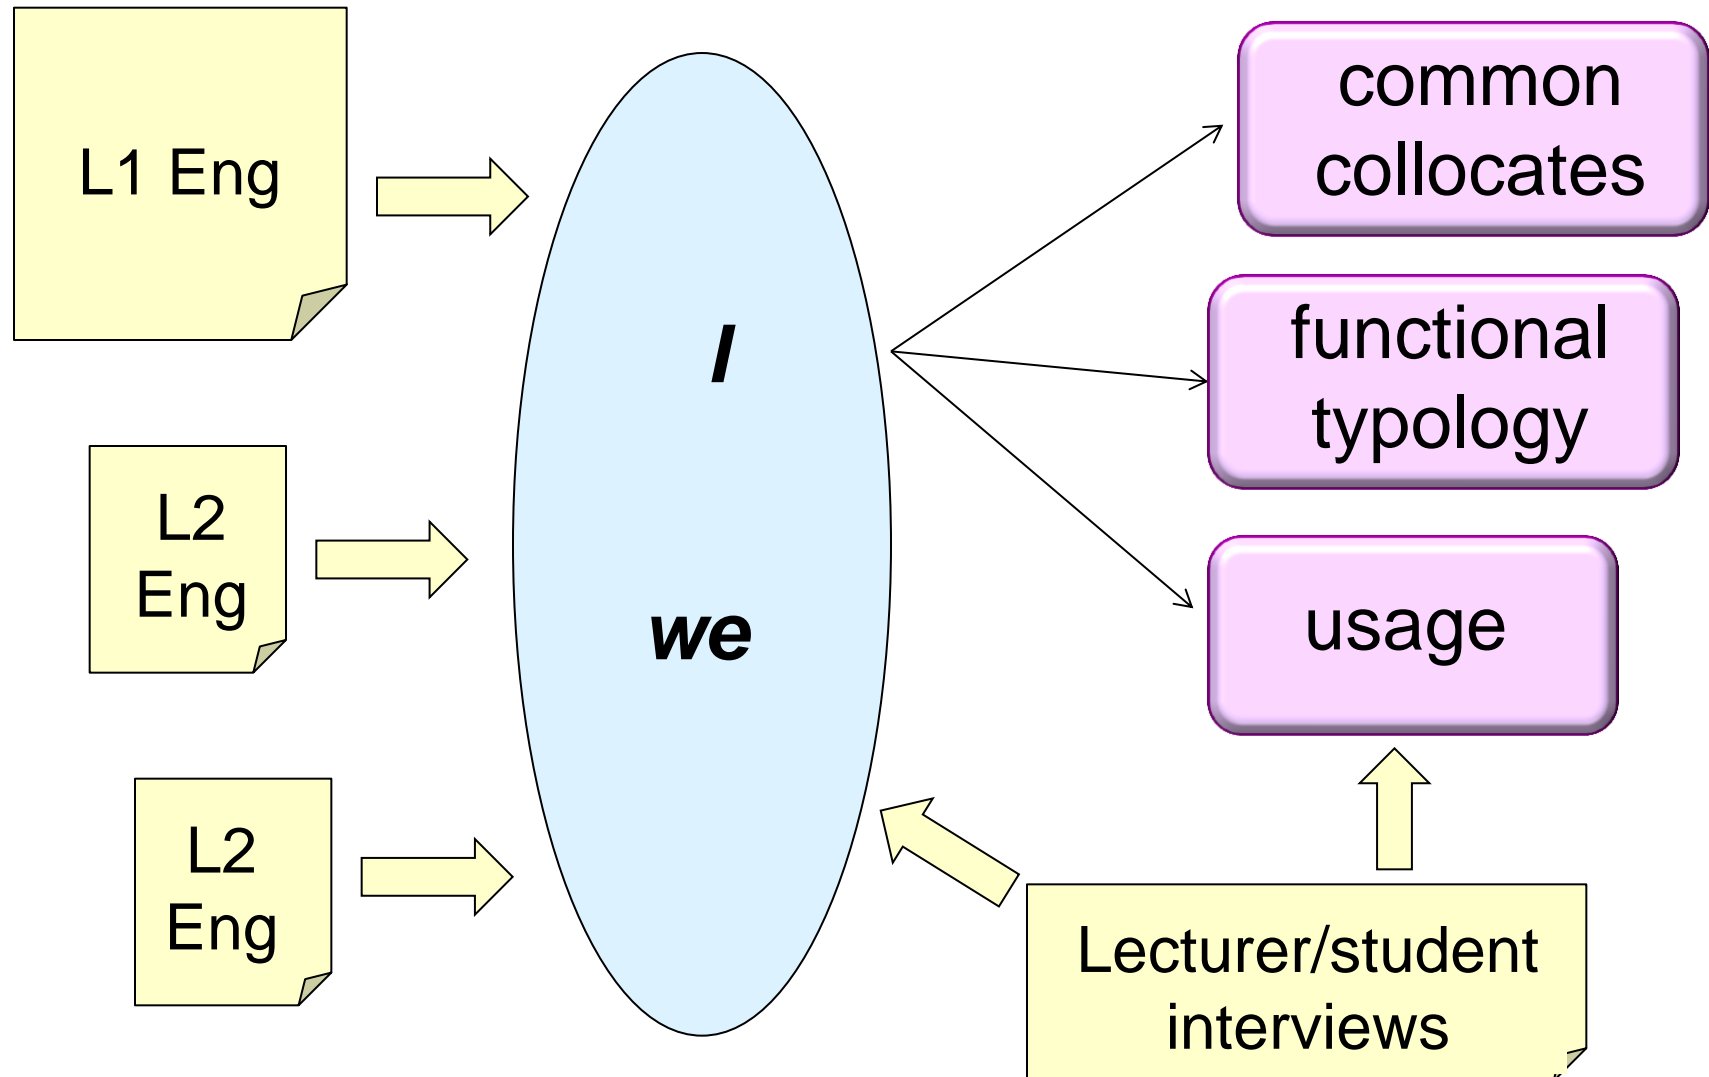 L1 Eng
L2
Eng
L2
Eng
I
we
common
collocates
functional
typology
usage
Lecturer/student
interviews